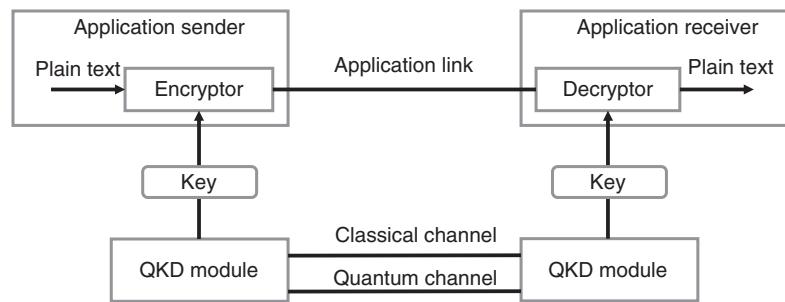 Application sender
Application receiver
Plain text
Application link
Plain text
Encryptor
Decryptor
Key
Key
Classical channel
QKD module
QKD module
Quantum channel